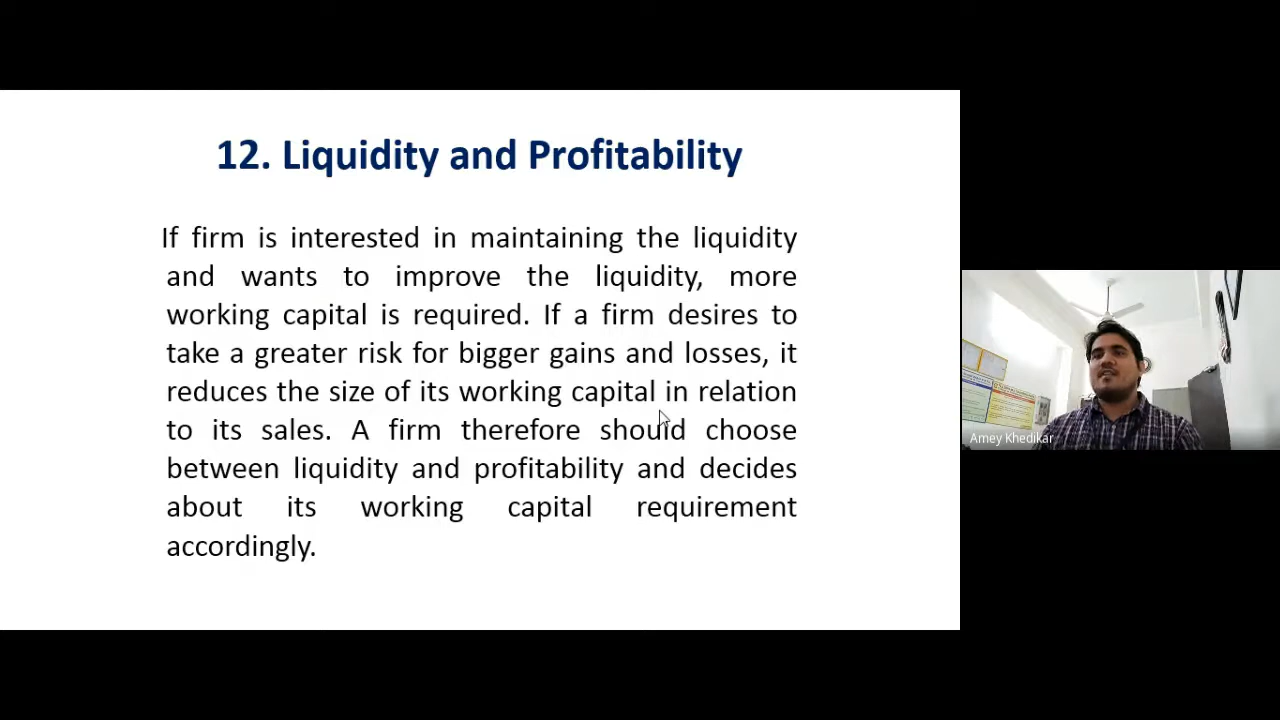 12. Liquidity and Profitability
If firm is interested in maintaining the liquidity
and wants to improve the liquidity, more
working capital is required. If a firm desires to
take a greater risk for bigger gains and losses, it
reduces the size of its working capital in relation
to its sales. A firm therefore should choose
between liquidity and profitability and decides
about its working capital requirement
accordingly.
Amey Khedikar